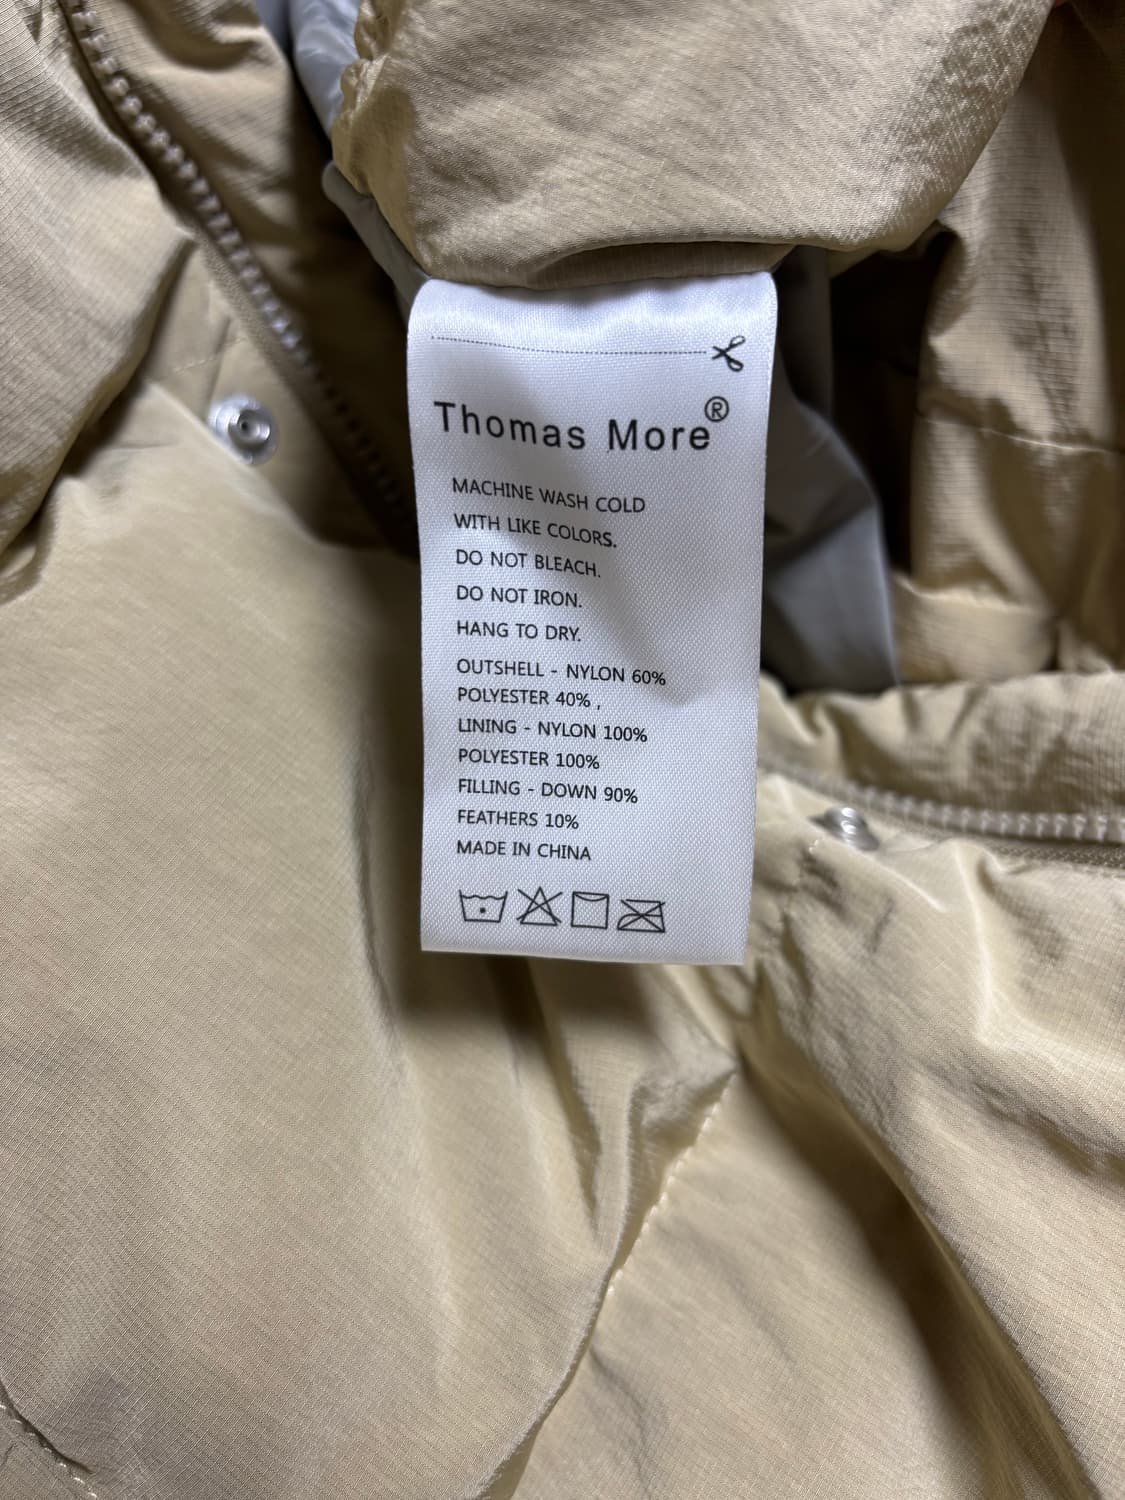 Thomas More®
MACHINE WASH COLD
WITH LIKE COLORS.
DO NOT BLEACH.
DO NOT IRON.
HANG TO DRY.
OUTSHELL - NYLON 60%
POLYESTER 40% ,
LINING - NYLON 100%
POLYESTER 100%
FILLING - DOWN 90%
FEATHERS 10%
MADE IN CHINA